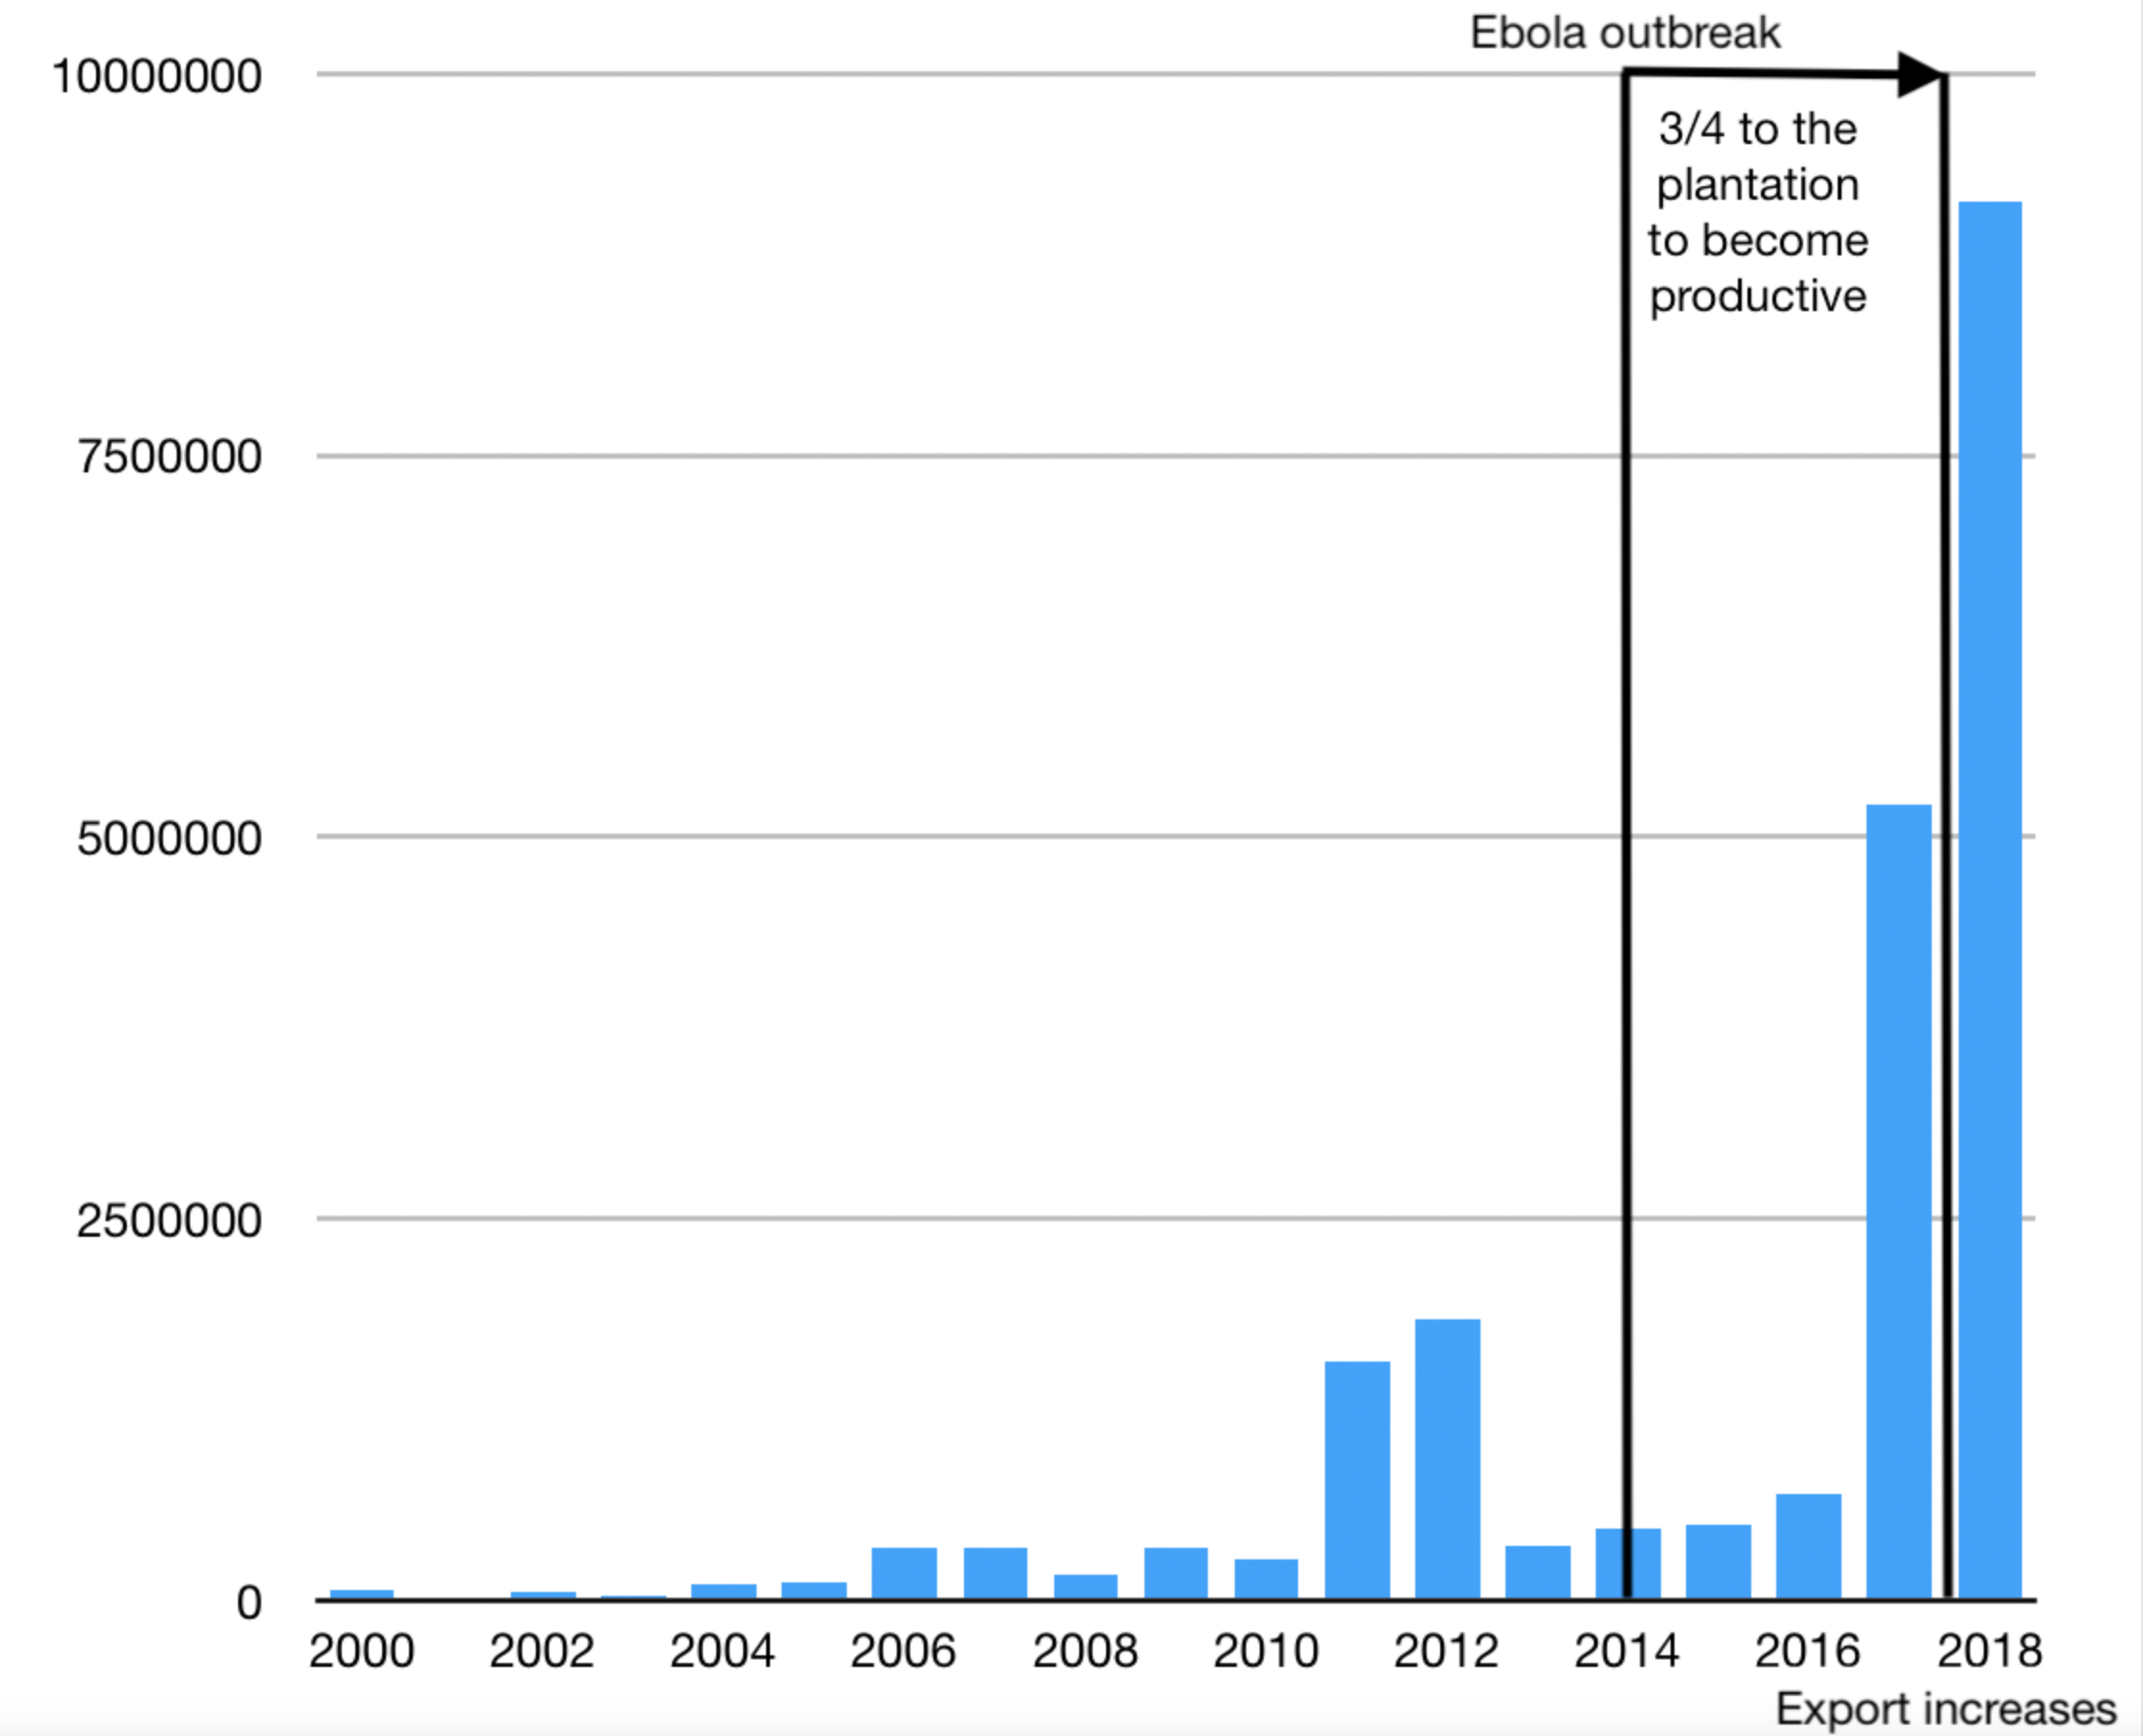 Ebola outbreak
10000000
3/4 to the
plantation
to become
productive
7500000
5000000
2500000
0
2000 2002 2004 2006 2008 2010 2012 2014 2016 2018
Export increases